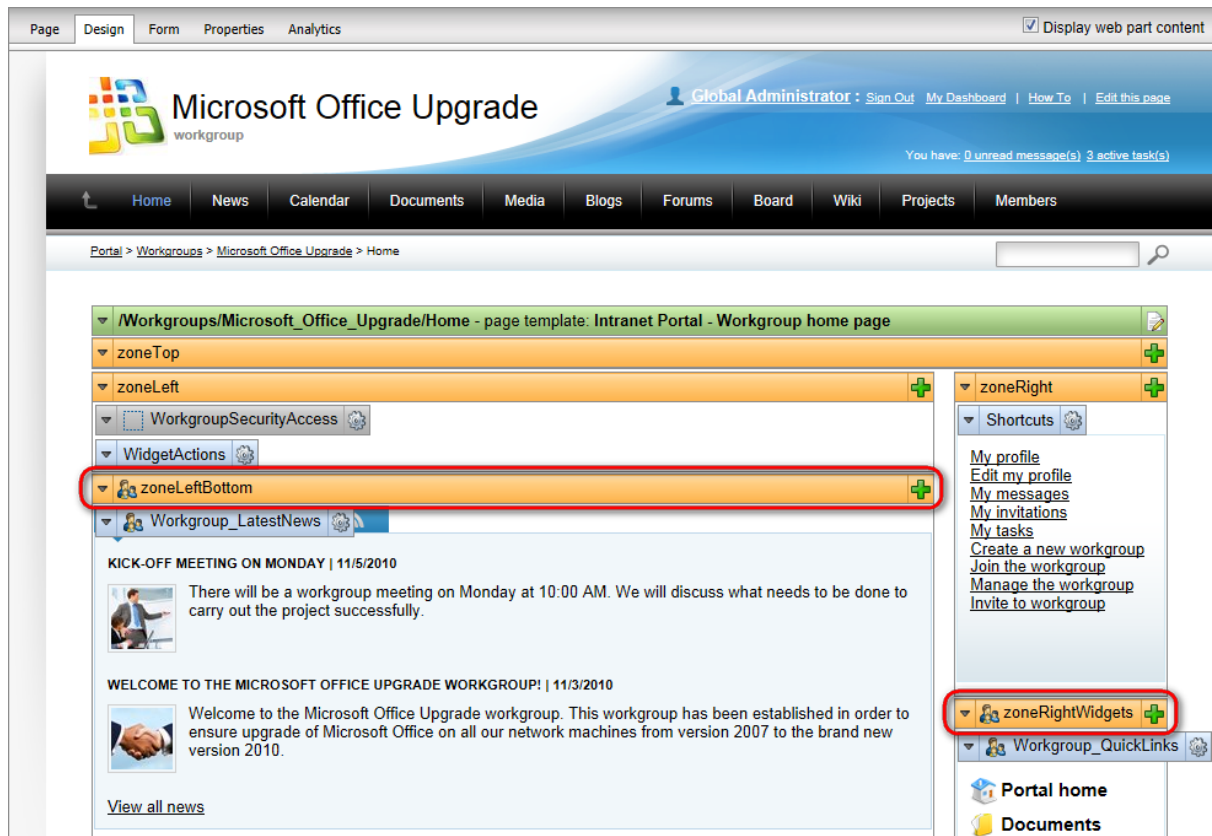 Page Design Form Properties Analytics Display web part content
Microsoft Office Upgrade
workgroup
Global Administrator : Sign Out My Dashboard | How To | Edit this page
You have: 0 unread message(s) 3 active task(s)
Home News Calendar Documents Media Blogs Forums Board Wiki Projects Members
Portal > Workgroups > Microsoft Office Upgrade > Home
/Workgroups/Microsoft_Office_Upgrade/Home - page template: Intranet Portal - Workgroup home page
zoneTop
zoneLeft
WorkgroupSecurityAccess
WidgetActions
zoneLeftBottom
Workgroup_LatestNews
KICK-OFF MEETING ON MONDAY | 11/5/2010
There will be a workgroup meeting on Monday at 10:00 AM. We will discuss what needs to be done to
carry out the project successfully.
WELCOME TO THE MICROSOFT OFFICE UPGRADE WORKGROUP! | 11/3/2010
Welcome to the Microsoft Office Upgrade workgroup. This workgroup has been established in order to
ensure upgrade of Microsoft Office on all our network machines from version 2007 to the brand new
version 2010.
View all news
zoneRight
Shortcuts
My profile
Edit my profile
My messages
My invitations
My tasks
Create a new workgroup
Join the workgroup
Manage the workgroup
Invite to workgroup
zoneRightWidgets
Workgroup_QuickLinks
Portal home
Documents